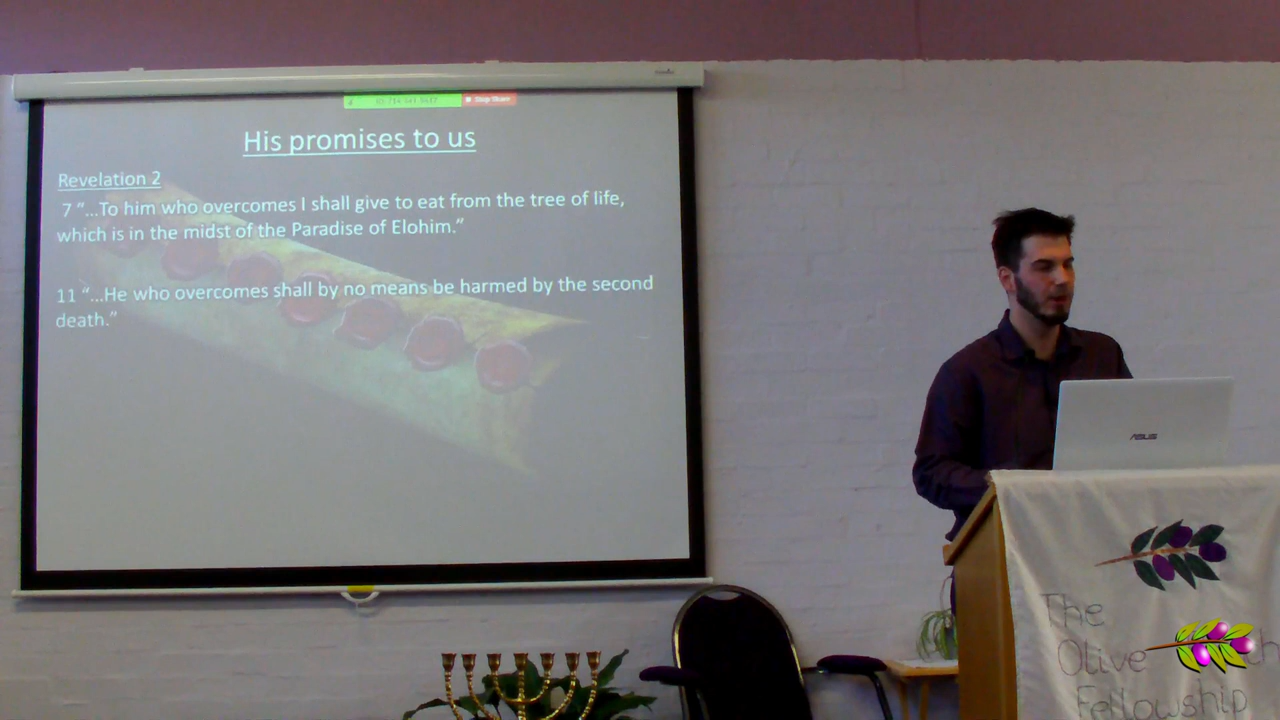 Stop Share
His promises to us
Revelation 2
7 “...To him who overcomes I shall give to eat from the tree of life,
which is in the midst of the Paradise of Elohim.”
11 “...He who overcomes shall by no means be harmed by the second
death.”
ASUS
The
Olive
Fellowship